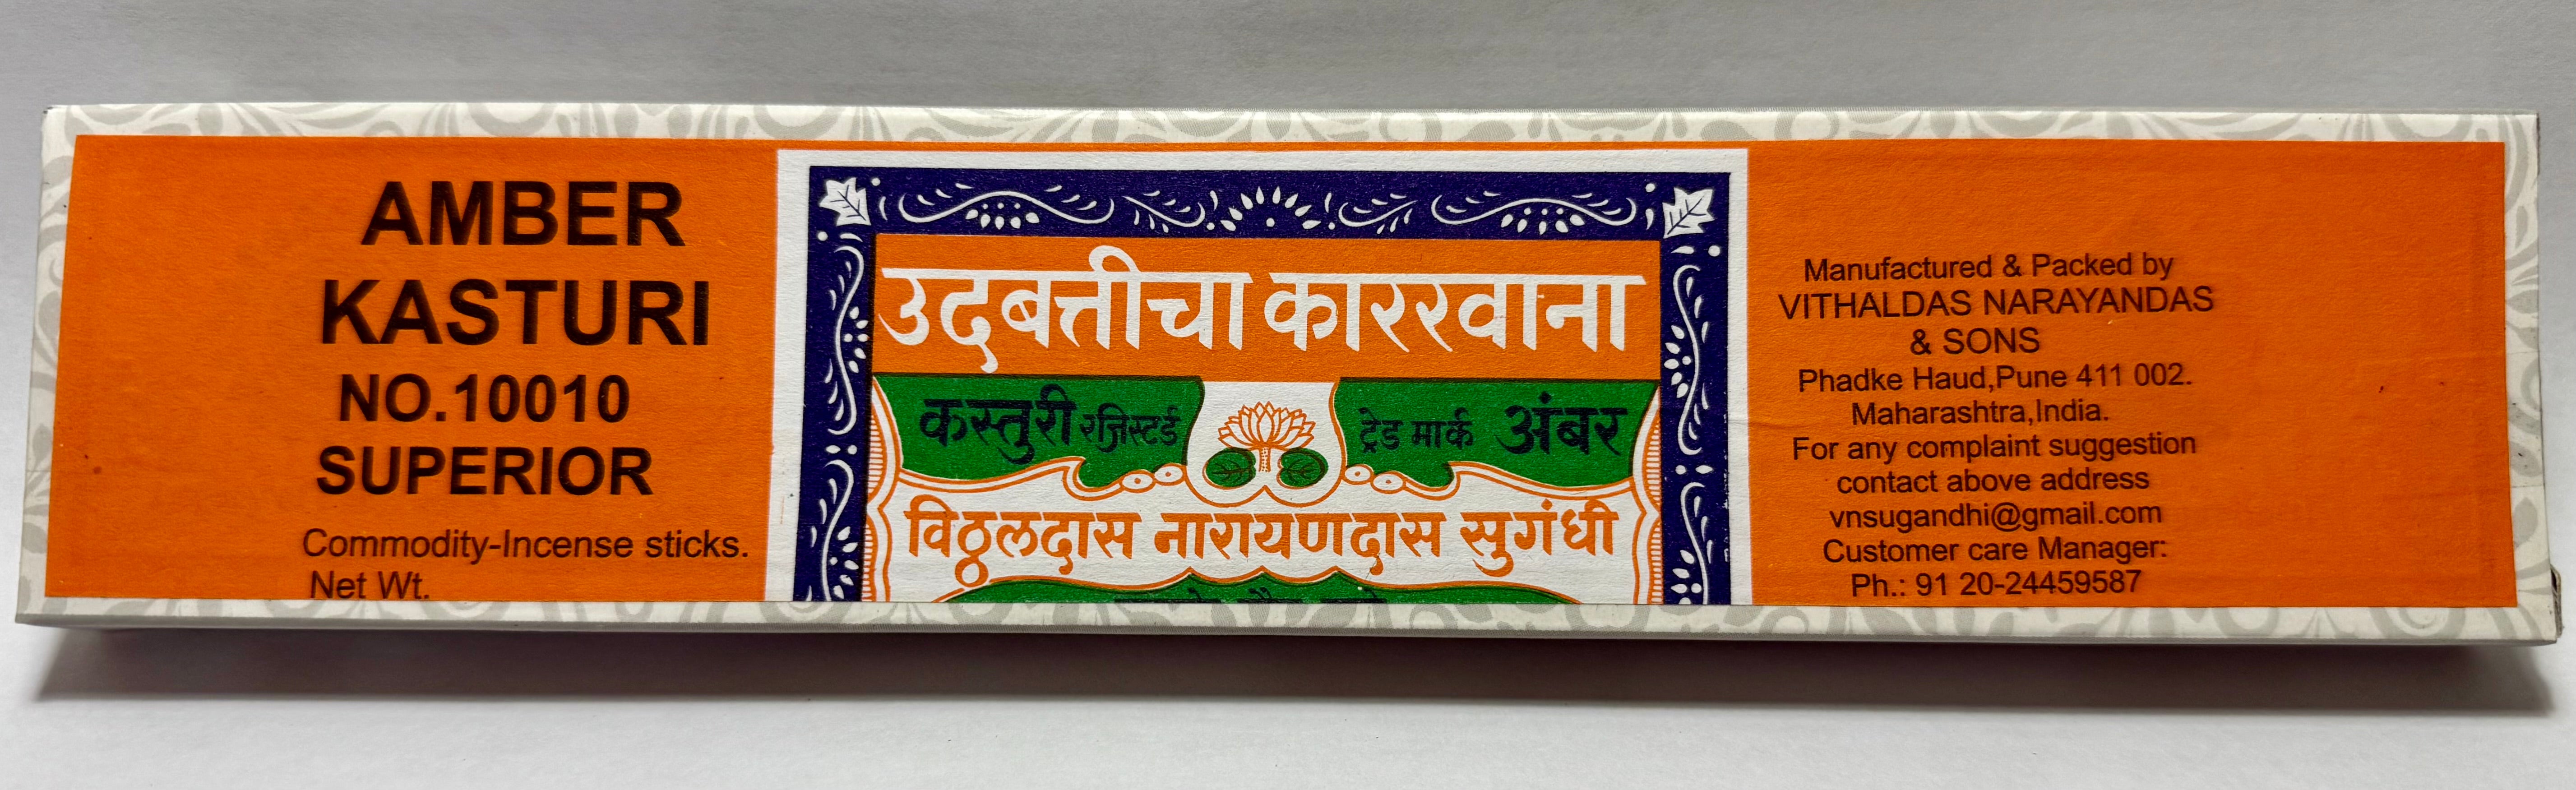 AMBER
KASTURI
NO.10010
SUPERIOR
Commodity-Incense sticks.
Net Wt.
उदबत्तीचा कारखाना
कस्तुरी रजिस्टर्ड ट्रेड मार्क अंबर
विठ्ठलदास नारायणदास सुगंधी
Manufactured & Packed by
VITHALDAS NARAYANDAS
& SONS
Phadke Haud,Pune 411 002.
Maharashtra,India.
For any complaint suggestion
contact above address
vnsugandhi@gmail.com
Customer care Manager:
Ph.: 91 20-24459587